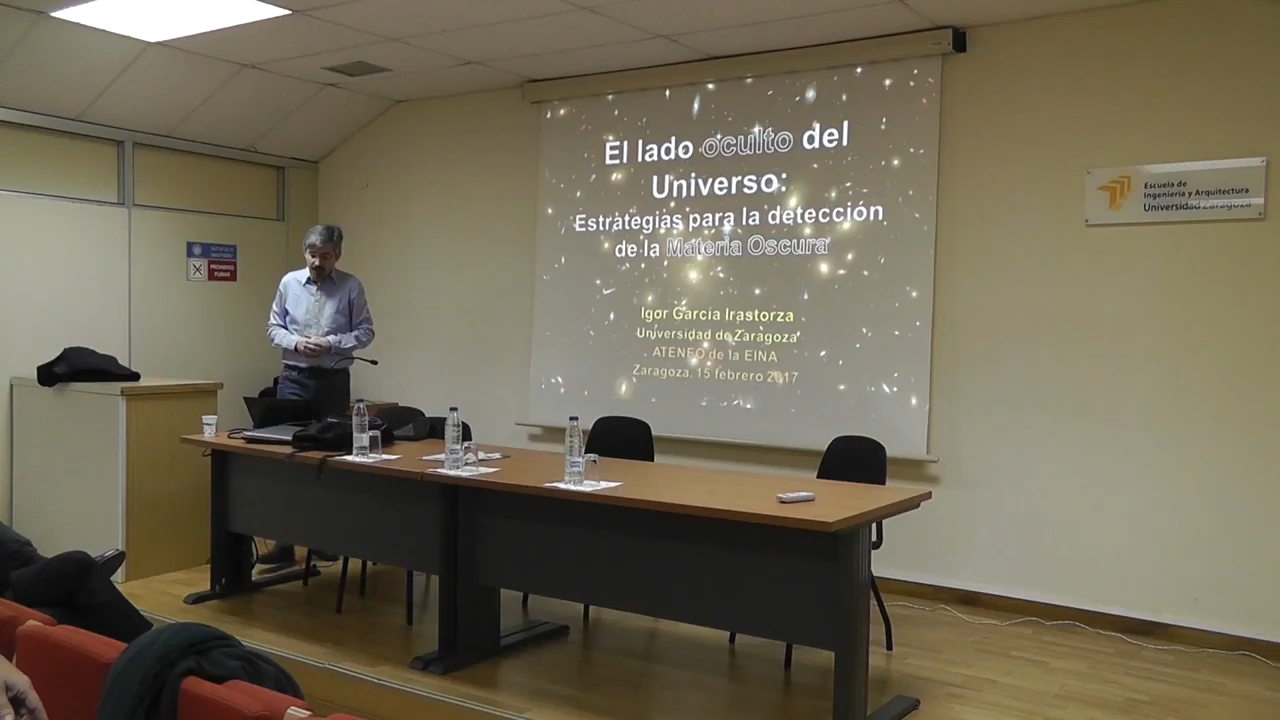 El lado oculto del
Universo:
Estrategias para la detección
de la Materia Oscura
Igor García Irastorza
Universidad de Zaragoza
ATENEO de la EINA
Zaragoza, 15 febrero 2017
Escuela de
Ingeniería y Arquitectura
Universidad Zaragoza
PROHIBIDO
FUMAR